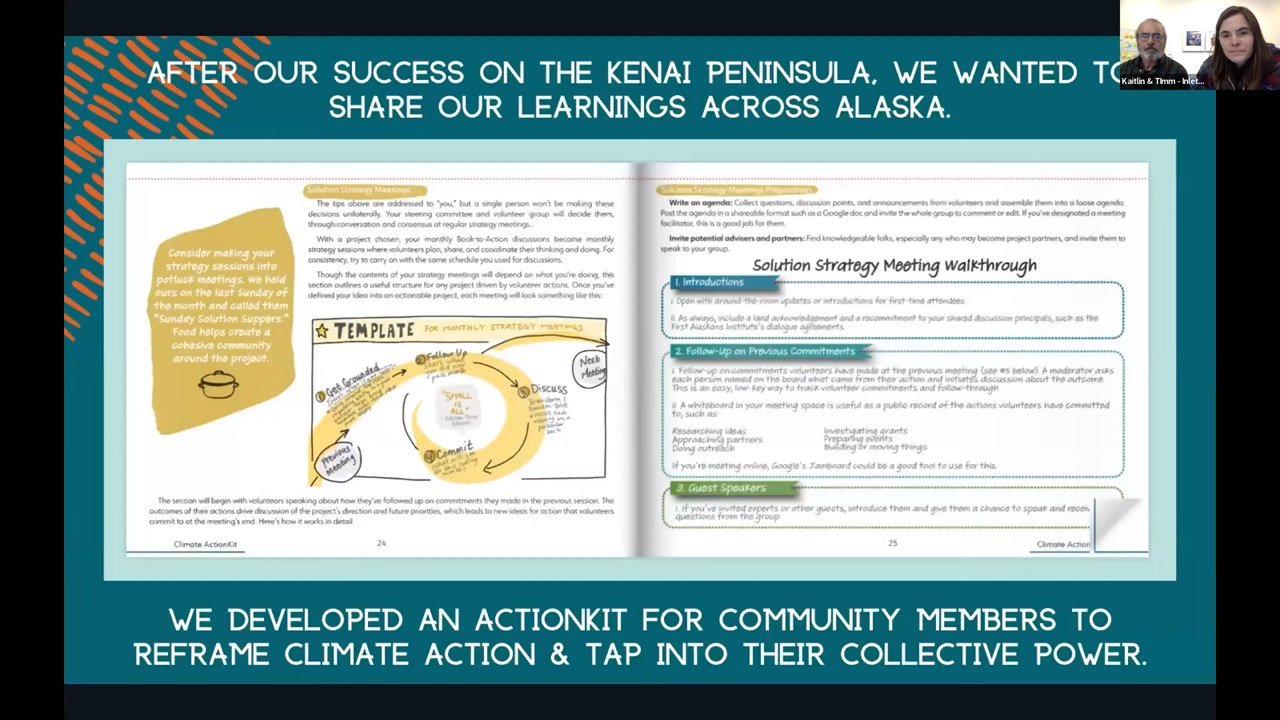 AFTER OUR SUCCESS ON THE KENAI PENINSULA, WE WANTED TO
SHARE OUR LEARNINGS ACROSS ALASKA.
Kaitlin & Timm - Inlet...
Consider making your
strategy sessions into
potluck meetings. We held
ours on the last Sunday of
the month and called them
"Sunday Solution Suppers."
Food helps create a
cohesive community
around the project.
Solution Strategy Meetings
The tips above are addressed to "you," but a single person won't be making these
decisions unilaterally. Your steering committee and volunteer group will decide them,
through conversation and consensus at regular strategy meetings..
With a project chosen, your monthly Book-to-Action discussions become monthly
strategy sessions where volunteers plan, share, and coordinate their thinking and doing. For
consistency, try to carry on with the same schedule you used for discussions.
Though the contents of your strategy meetings will depend on what you're doing, this
section outlines a useful structure for any project driven by volunteer actions. Once you've
defined your idea into an actionable project, each meeting will look something like this:
TEMPLATE FOR MONTHLY STRATEGY MEETINGS
Previous
Meeting
1 Get Grounded
2 Follow Up
3 Discuss
4 Commit
Next
Meeting
"SMALL
IS
ALL"
The session will begin with volunteers speaking about how they've followed up on commitments they made in the previous session. The
outcomes of their actions drive discussion of the project's direction and future priorities, which leads to new ideas for action that volunteers
commit to at the meeting's end. Here's how it works in detail.
Climate ActionKit
24
Solution Strategy Meetings Preparation
Write an agenda: Collect questions, discussion points, and announcements from volunteers and assemble them into a loose agenda.
Post the agenda in a shareable format such as a Google doc and invite the whole group to comment or edit. If you've designated a meeting
facilitator, this is a good job for them.
Invite potential advisers and partners: Find knowledgeable folks, especially any who may become project partners, and invite them to
speak to your group.
Solution Strategy Meeting Walkthrough
1. Introductions
i. Open with around-the-room updates or introductions for first-time attendees.
ii. As always, include a land acknowledgement and a recommitment to your shared discussion principals, such as the
First Alaskans Institute's dialogue agreements.
2. Follow-Up on Previous Commitments
i. Follow-up on commitments volunteers have made at the previous meeting (see #5 below). A moderator asks
each person named on the board what came from their action and initiates discussion about the outcome.
This is an easy, low-key way to track volunteer commitments and follow-through
ii. A whiteboard in your meeting space is useful as a public record of the actions volunteers have committed
to, such as:
Researching ideas
Approaching partners
Doing outreach
Investigating grants
Preparing events
Building or moving things
If you're meeting online, Google's Jamboard could be a good tool to use for this.
3. Guest Speakers
i. If you've invited experts or other guests, introduce them and give them a chance to speak and receiv
questions from the group
25
Climate Action
WE DEVELOPED AN ACTIONKIT FOR COMMUNITY MEMBERS TO
REFRAME CLIMATE ACTION & TAP INTO THEIR COLLECTIVE POWER.